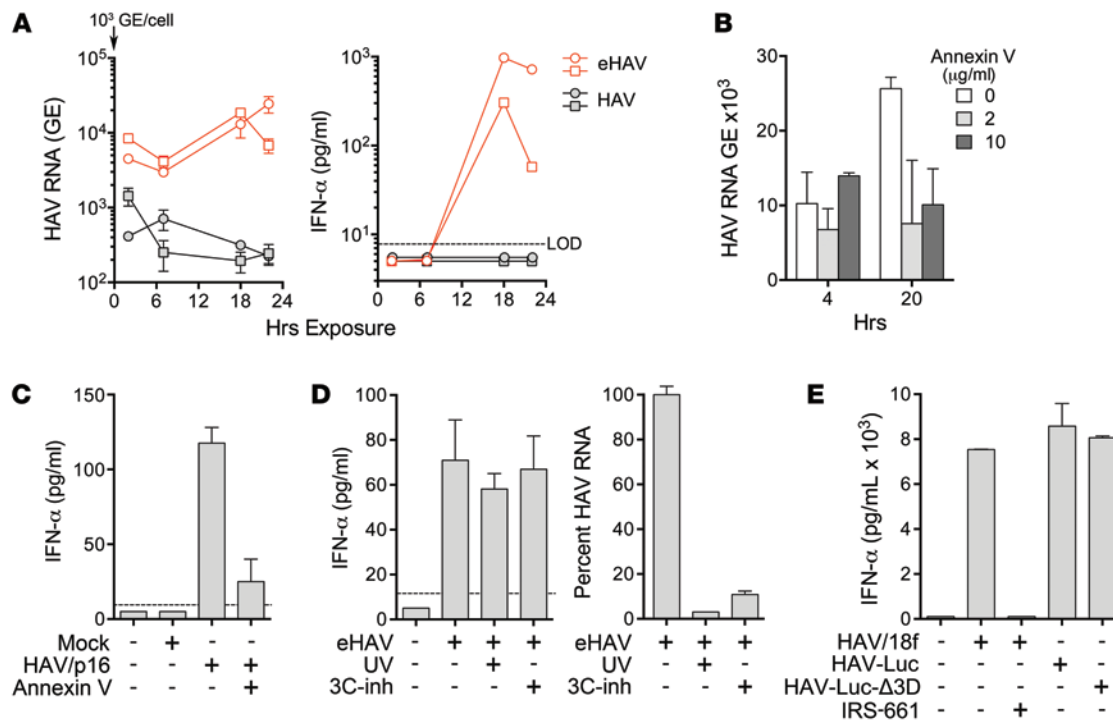 A
10³ GE/cell
HAV RNA (GE)
10⁵
10⁴
10³
10²
0 6 12 18 24
IFN-α (pg/ml)
10³
10²
10¹
LOD
0 6 12 18 24
Hrs Exposure
eHAV
HAV
B
HAV RNA GE x10³
30
20
10
0
4 20
Hrs
Annexin V
(µg/ml)
0
2
10
C
IFN-α (pg/ml)
150
100
50
0
Mock - + - -
HAV/p16 - - + +
Annexin V - - - +
D
IFN-α (pg/ml)
100
80
60
40
20
0
eHAV - + + +
UV - - + -
3C-inh - - - +
Percent HAV RNA
100
80
60
40
20
0
eHAV + + +
UV - + -
3C-inh - - +
E
IFN-α (pg/mL x 10³)
10
8
6
4
2
0
HAV/18f - + + - -
HAV-Luc - - - + -
HAV-Luc-Δ3D - - - - +
IRS-661 - - + - -